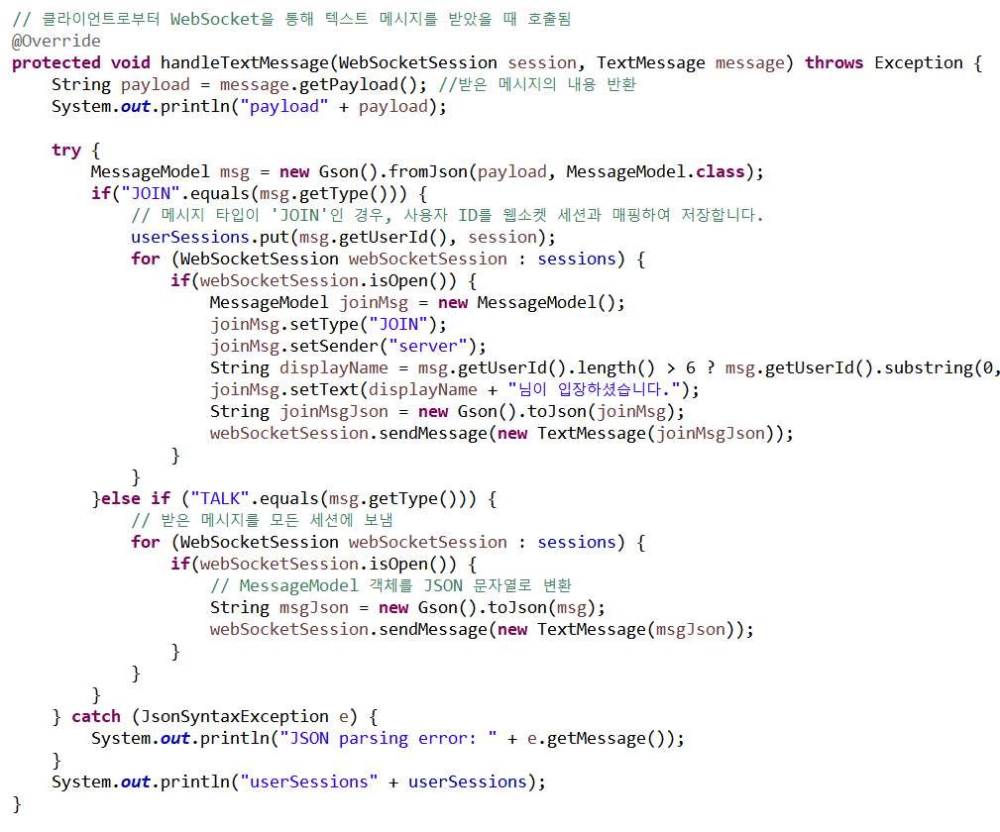 // 클라이언트로부터 WebSocket을 통해 텍스트 메시지를 받았을 때 호출됨
@Override
protected void handleTextMessage(WebSocketSession session, TextMessage message) throws Exception {
    String payload = message.getPayload(); //받은 메시지의 내용 반환
    System.out.println("payload" + payload);

    try {
        MessageModel msg = new Gson().fromJson(payload, MessageModel.class);
        if("JOIN".equals(msg.getType())) {
            // 메시지 타입이 'JOIN'인 경우, 사용자 ID를 웹소켓 세션과 매핑하여 저장합니다.
            userSessions.put(msg.getUserId(), session);
            for (WebSocketSession webSocketSession : sessions) {
                if(webSocketSession.isOpen()) {
                    MessageModel joinMsg = new MessageModel();
                    joinMsg.setType("JOIN");
                    joinMsg.setSender("server");
                    String displayName = msg.getUserId().length() > 6 ? msg.getUserId().substring(0,
                    joinMsg.setText(displayName + "님이 입장하셨습니다.");
                    String joinMsgJson = new Gson().toJson(joinMsg);
                    webSocketSession.sendMessage(new TextMessage(joinMsgJson));
                }
            }
        }else if ("TALK".equals(msg.getType())) {
            // 받은 메시지를 모든 세션에 보냄
            for (WebSocketSession webSocketSession : sessions) {
                if(webSocketSession.isOpen()) {
                    // MessageModel 객체를 JSON 문자열로 변환
                    String msgJson = new Gson().toJson(msg);
                    webSocketSession.sendMessage(new TextMessage(msgJson));
                }
            }
        }
    } catch (JsonSyntaxException e) {
        System.out.println("JSON parsing error: " + e.getMessage());
    }
    System.out.println("userSessions" + userSessions);
}